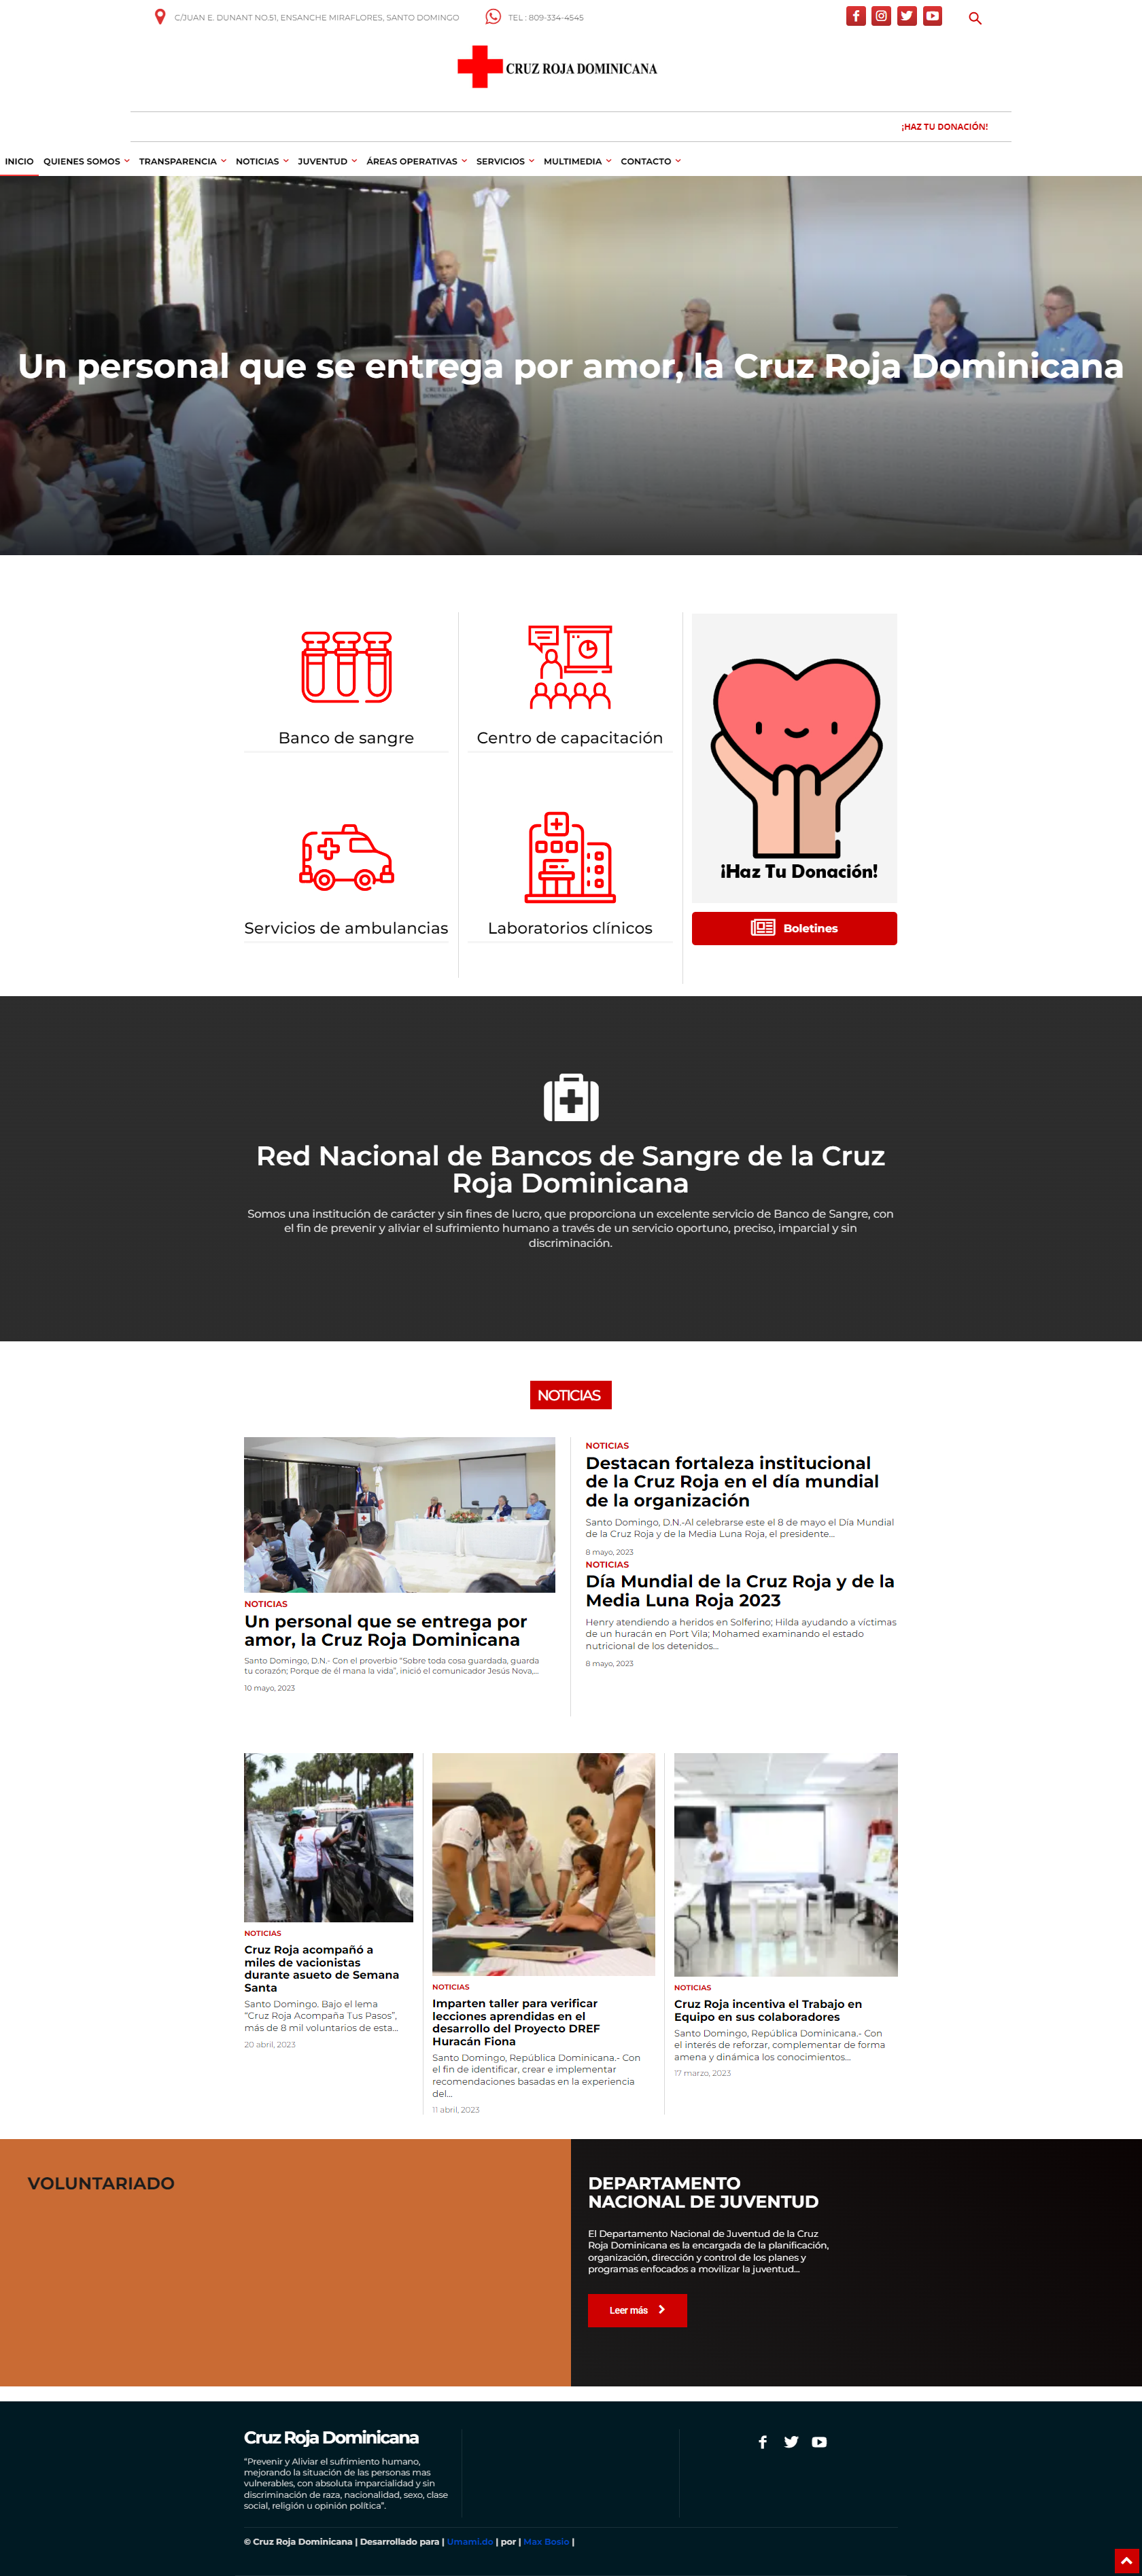 C/JUAN E. DUNANT NO.51, ENSANCHE MIRAFLORES, SANTO DOMINGO
TEL : 809-334-4545
CRUZ ROJA DOMINICANA
¡HAZ TU DONACIÓN!
INICIO QUIENES SOMOS TRANSPARENCIA NOTICIAS JUVENTUD ÁREAS OPERATIVAS SERVICIOS MULTIMEDIA CONTACTO
Un personal que se entrega por amor, la Cruz Roja Dominicana
Banco de sangre
Centro de capacitación
Servicios de ambulancias
Laboratorios clínicos
¡Haz Tu Donación!
Boletines
Red Nacional de Bancos de Sangre de la Cruz
Roja Dominicana
Somos una institución de carácter y sin fines de lucro, que proporciona un excelente servicio de Banco de Sangre, con
el fin de prevenir y aliviar el sufrimiento humano a través de un servicio oportuno, preciso, imparcial y sin
discriminación.
NOTICIAS
NOTICIAS
Un personal que se entrega por
amor, la Cruz Roja Dominicana
Santo Domingo, D.N.- Con el proverbio “Sobre toda cosa guardada, guarda
tu corazón; Porque de él mana la vida”, inició el comunicador Jesús Nova,...
10 mayo, 2023
NOTICIAS
Destacan fortaleza institucional
de la Cruz Roja en el día mundial
de la organización
Santo Domingo, D.N.-Al celebrarse este el 8 de mayo el Día Mundial
de la Cruz Roja y de la Media Luna Roja, el presidente...
8 mayo, 2023
NOTICIAS
Día Mundial de la Cruz Roja y de la
Media Luna Roja 2023
Henry atendiendo a heridos en Solferino; Hilda ayudando a víctimas
de un huracán en Port Vila; Mohamed examinando el estado
nutricional de los detenidos...
8 mayo, 2023
NOTICIAS
Cruz Roja acompañó a
miles de vacionistas
durante asueto de Semana
Santa
Santo Domingo. Bajo el lema
“Cruz Roja Acompaña Tus Pasos”,
más de 8 mil voluntarios de esta...
20 abril, 2023
NOTICIAS
Imparten taller para verificar
lecciones aprendidas en el
desarrollo del Proyecto DREF
Huracán Fiona
Santo Domingo, República Dominicana.- Con
el fin de identificar, crear e implementar
recomendaciones basadas en la experiencia
del...
11 abril, 2023
NOTICIAS
Cruz Roja incentiva el Trabajo en
Equipo en sus colaboradores
Santo Domingo, República Dominicana.- Con
el interés de reforzar, complementar de forma
amena y dinámica los conocimientos...
17 marzo, 2023
VOLUNTARIADO
DEPARTAMENTO
NACIONAL DE JUVENTUD
El Departamento Nacional de Juventud de la Cruz
Roja Dominicana es la encargada de la planificación,
organización, dirección y control de los planes y
programas enfocados a movilizar la juventud...
Leer más
Cruz Roja Dominicana
“Prevenir y Aliviar el sufrimiento humano,
mejorando la situación de las personas mas
vulnerables, con absoluta imparcialidad y sin
discriminación de raza, nacionalidad, sexo, clase
social, religión u opinión política”.
© Cruz Roja Dominicana | Desarrollado para | Umami.do | por | Max Bosio |